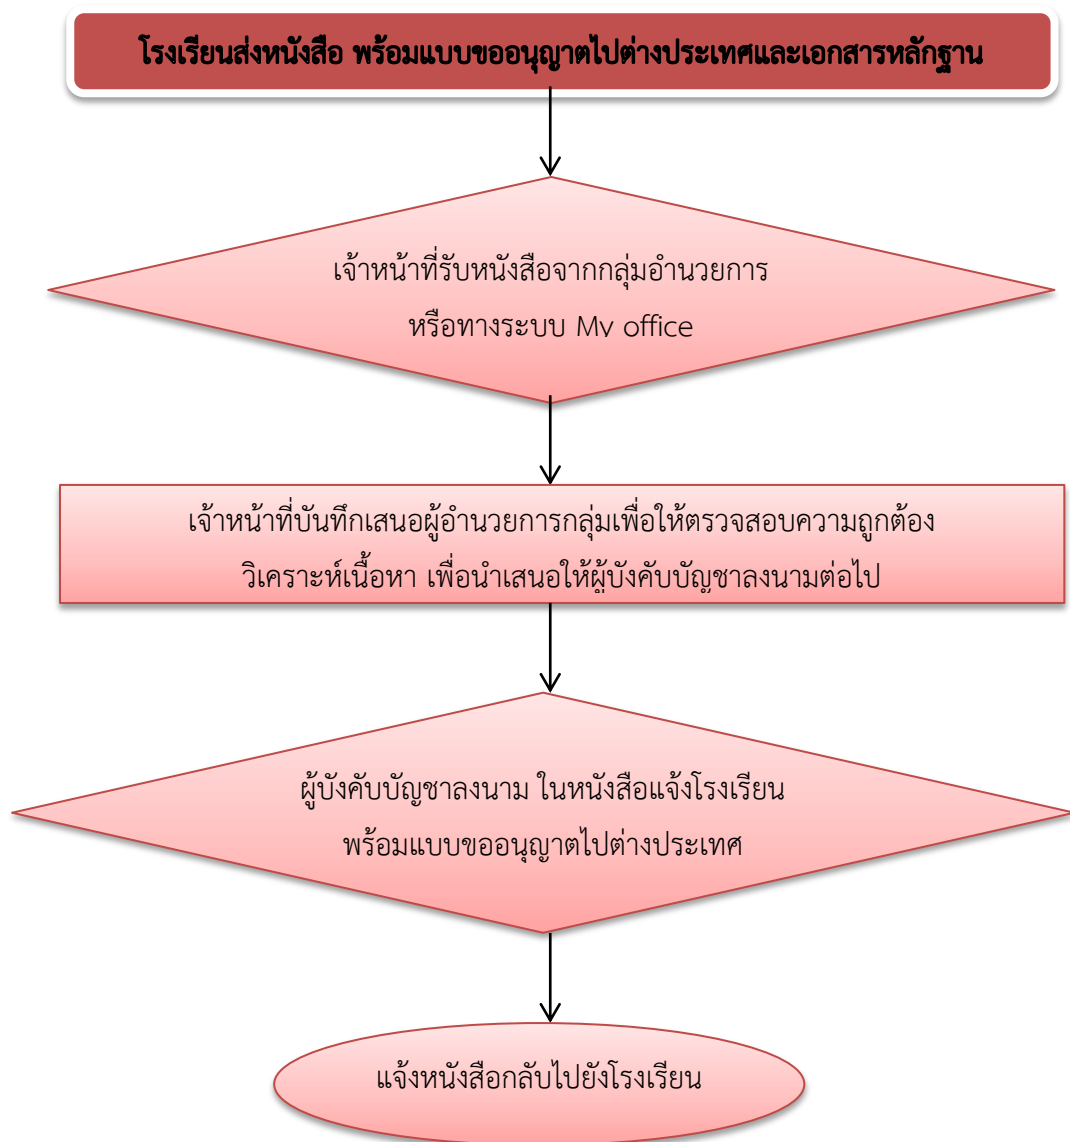 โรงเรียนส่งหนังสือ พร้อมแบบขออนุญาตไปต่างประเทศและเอกสารหลักฐาน
เจ้าหน้าที่รับหนังสือจากกลุ่มอำนวยการ
หรือทางระบบ My office
เจ้าหน้าที่บันทึกเสนอผู้อำนวยการกลุ่มเพื่อให้ตรวจสอบความถูกต้อง
วิเคราะห์เนื้อหา เพื่อนำเสนอให้ผู้บังคับบัญชาลงนามต่อไป
ผู้บังคับบัญชาลงนาม ในหนังสือแจ้งโรงเรียน
พร้อมแบบขออนุญาตไปต่างประเทศ
แจ้งหนังสือกลับไปยังโรงเรียน